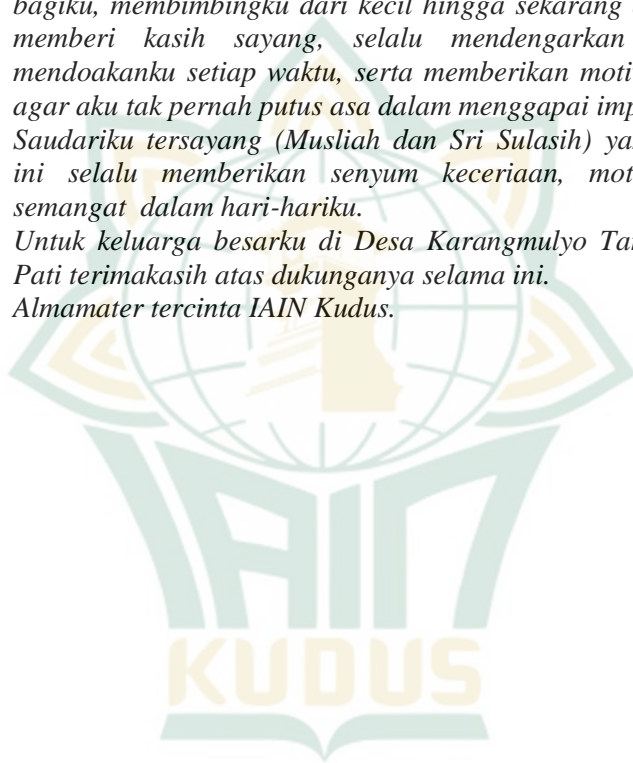 bagiku, membimbingku dari kecil hingga sekarang
memberi kasih sayang, selalu mendengarkan
mendoakanku setiap waktu, serta memberikan
agar aku tak pernah putus asa dalam menggapai
Saudariku tersayang (Musliah dan Sri Sulasih)
ini selalu memberikan senyum keceriaan,
semangat dalam hari-hariku.
Untuk keluarga besarku di Desa Karangmulyo
Pati terimakasih atas dukunganya selama ini.
Almamater tercinta IAIN Kudus.
IAIN
KUDUS